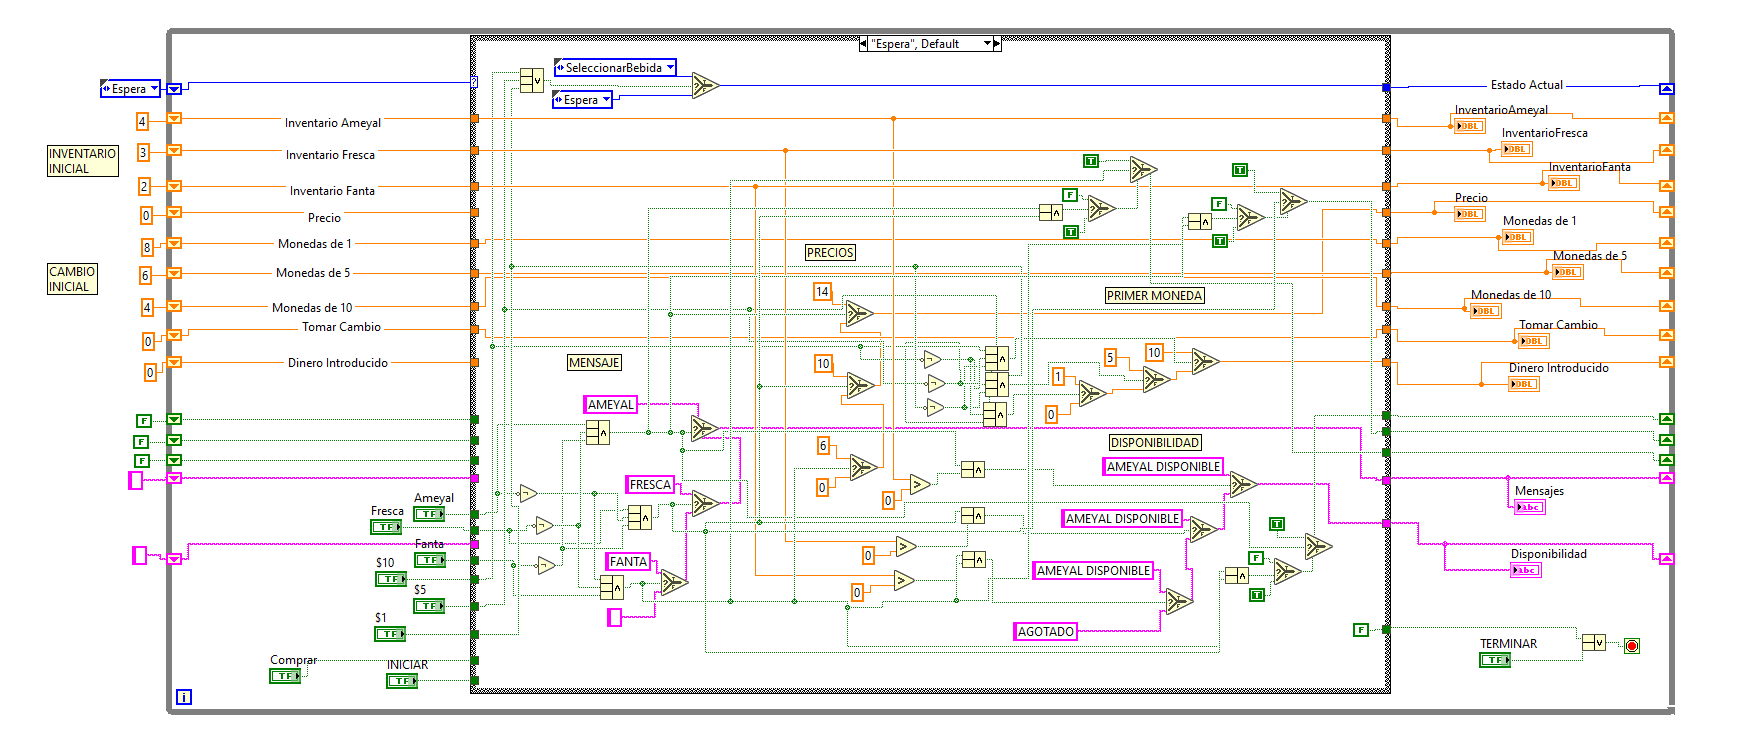 "Espera", Default
SeleccionarBebida
Espera
Espera
Estado Actual
4
Inventario Ameyal
InventarioAmeyal
DBL
INVENTARIO
INICIAL
3
Inventario Fresca
InventarioFresca
DBL
2
Inventario Fanta
InventarioFanta
DBL
0
Precio
Precio
DBL
8
Monedas de 1
Monedas de 1
DBL
CAMBIO
INICIAL
6
Monedas de 5
Monedas de 5
DBL
4
Monedas de 10
Monedas de 10
DBL
0
Tomar Cambio
Tomar Cambio
DBL
0
Dinero Introducido
Dinero Introducido
DBL
T
F
T
T
F
T
PRECIOS
14
10
6
0
PRIMER MONEDA
10
5
1
0
MENSAJE
AMEYAL
FRESCA
FANTA
F
F
F
DISPONIBILIDAD
AMEYAL DISPONIBLE
AMEYAL DISPONIBLE
AMEYAL DISPONIBLE
AGOTADO
0
0
0
T
F
T
F
Ameyal
TF
Fresca
TF
Fanta
TF
$10
TF
$5
TF
$1
TF
Comprar
TF
INICIAR
TF
Mensajes
abc
Disponibilidad
abc
TERMINAR
TF
i